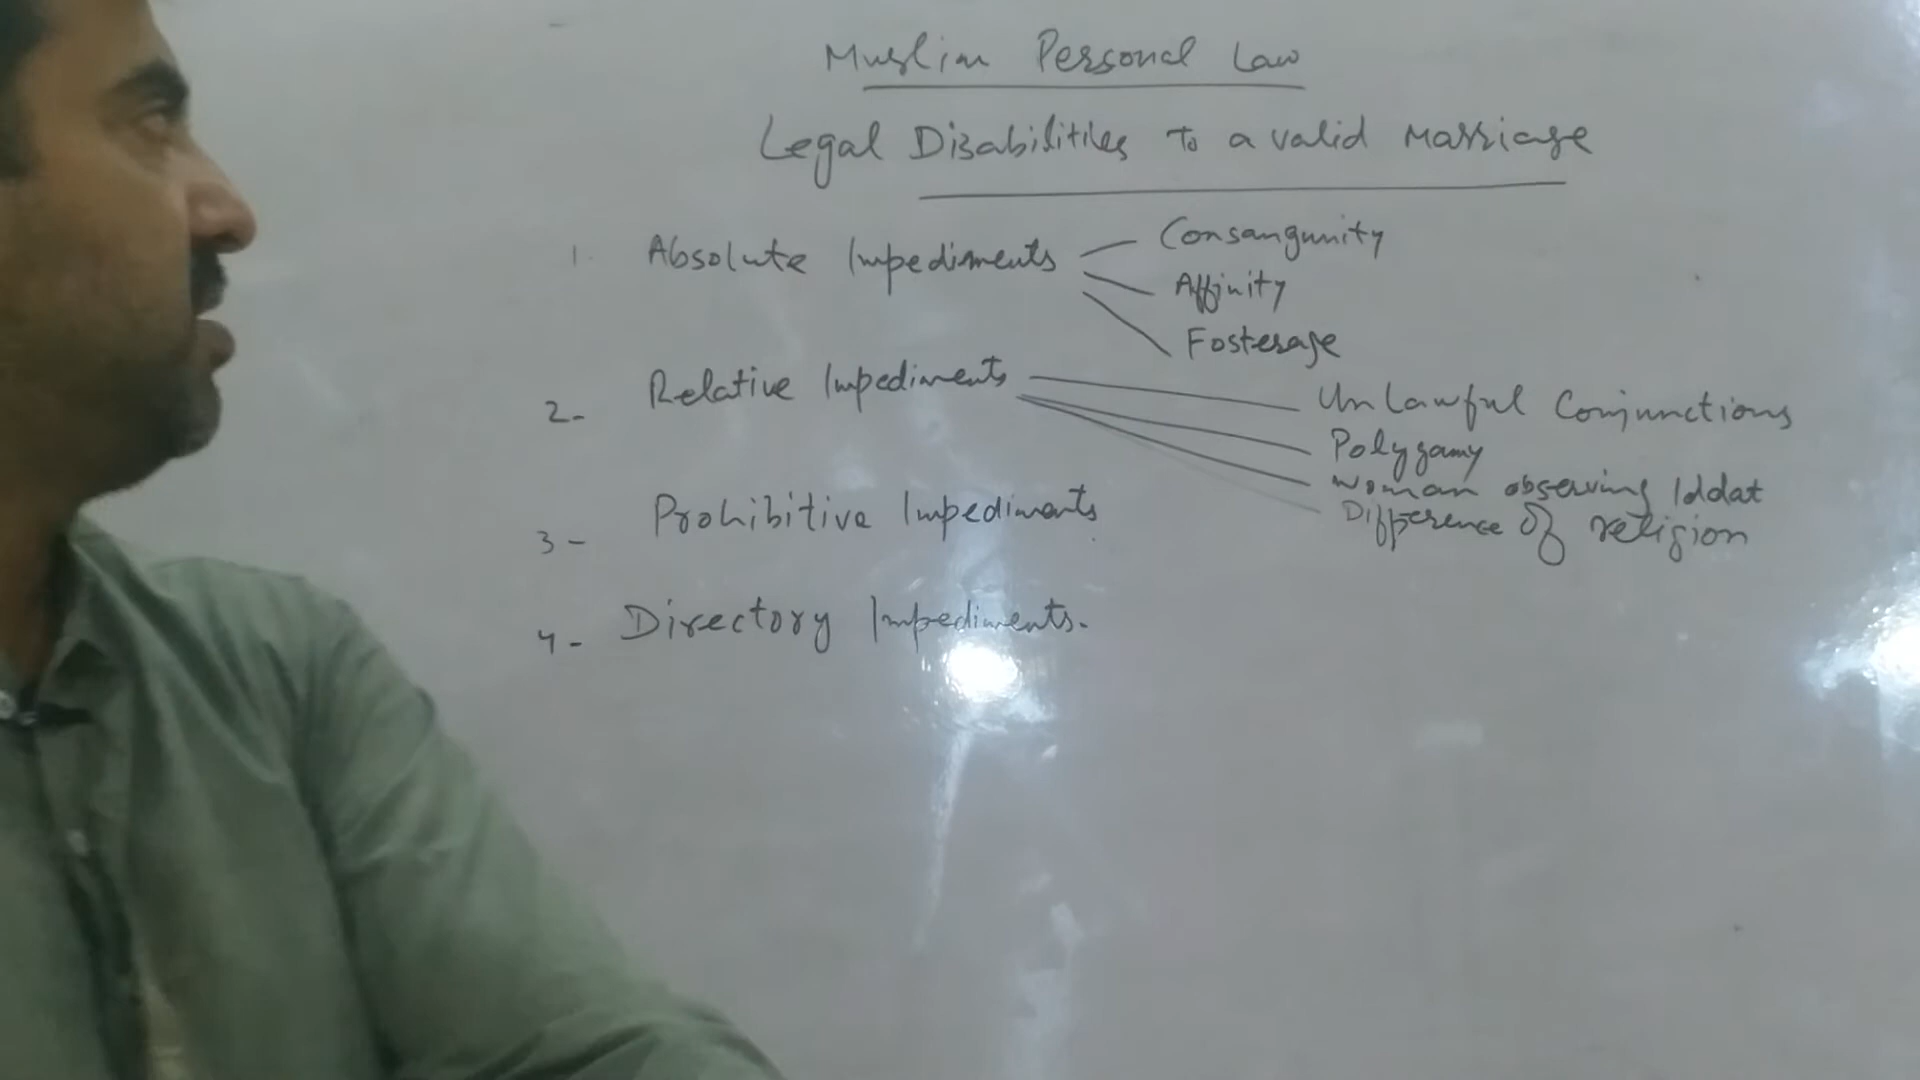 Muslim Personal Law
Legal Disabilities To a valid Marriage
1. Absolute Impediments
Consangunity
Affinity
Fosterage
2- Relative Impediments
UnLawful Conjunctions
Polygamy
Woman observing Iddat
Difference Of religion
3- Prohibitive Impediments
4- Directory Impediments.